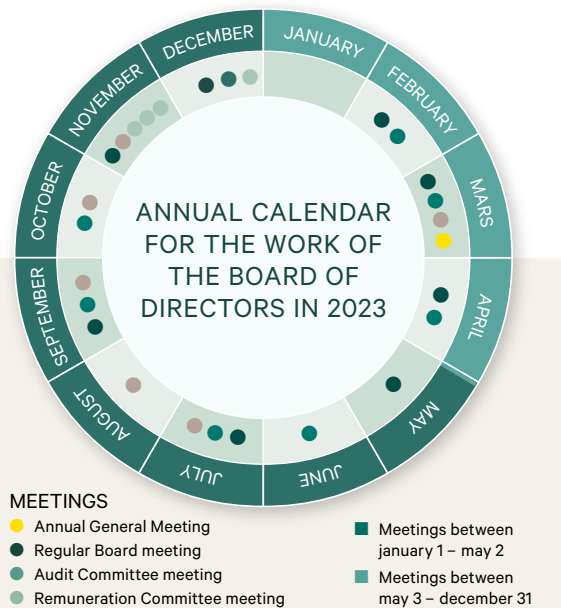 DECEMBER
JANUARY
FEBRUARY
MARS
APRIL
MAY
JUNE
JULY
AUGUST
SEPTEMBER
OCTOBER
NOVEMBER
ANNUAL CALENDAR
FOR THE WORK OF
THE BOARD OF
DIRECTORS IN 2023
MEETINGS
Annual General Meeting
Regular Board meeting
Audit Committee meeting
Remuneration Committee meeting
Meetings between
january 1 – may 2
Meetings between
may 3 – december 31